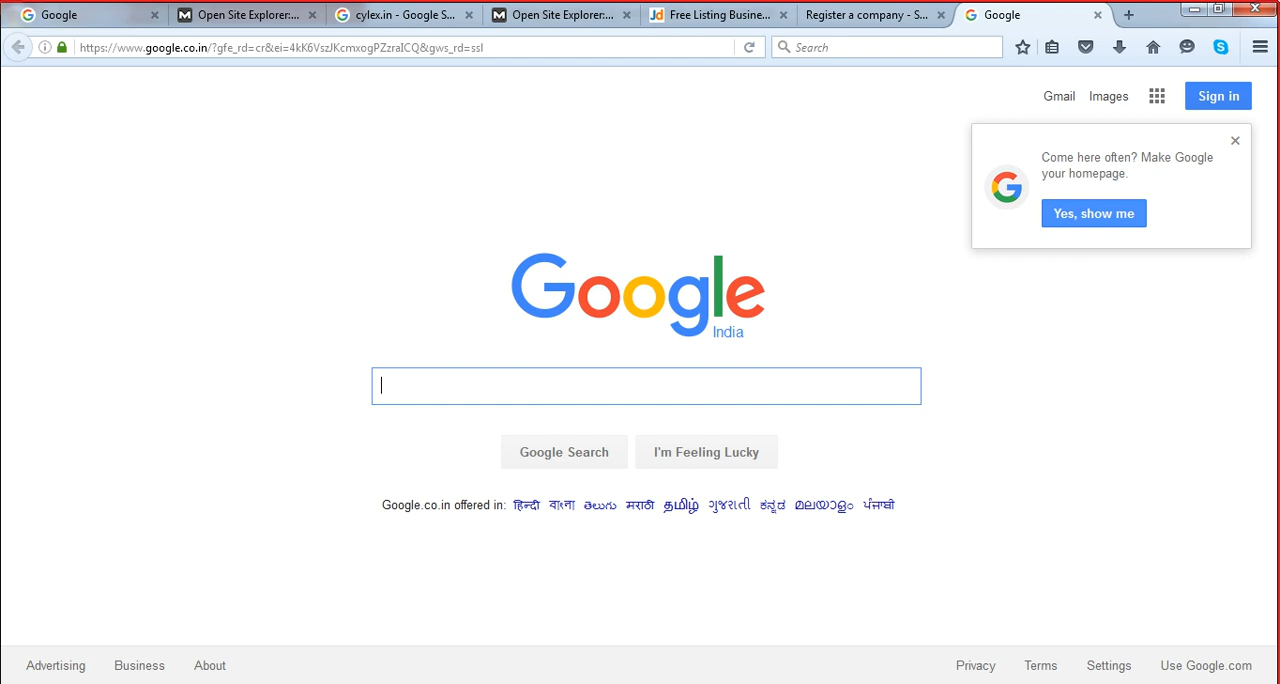 Google
Open Site Explorer:...
cylex.in - Google S...
Open Site Explorer:...
Jd Free Listing Busine...
Register a company - S...
Google
https://www.google.co.in/?gfe_rd=cr&ei=4kK6VszJKcmxogPZzraICQ&gws_rd=ssl
Search
Gmail Images Sign in
Come here often? Make Google
your homepage.
Yes, show me
Google
India
Google Search I'm Feeling Lucky
Google.co.in offered in: हिन्दी বাংলা తెలుగు मराठी தமிழ் ગુજરાતી ಕನ್ನಡ മലയാളം ਪੰਜਾਬੀ
Advertising Business About Privacy Terms Settings Use Google.com